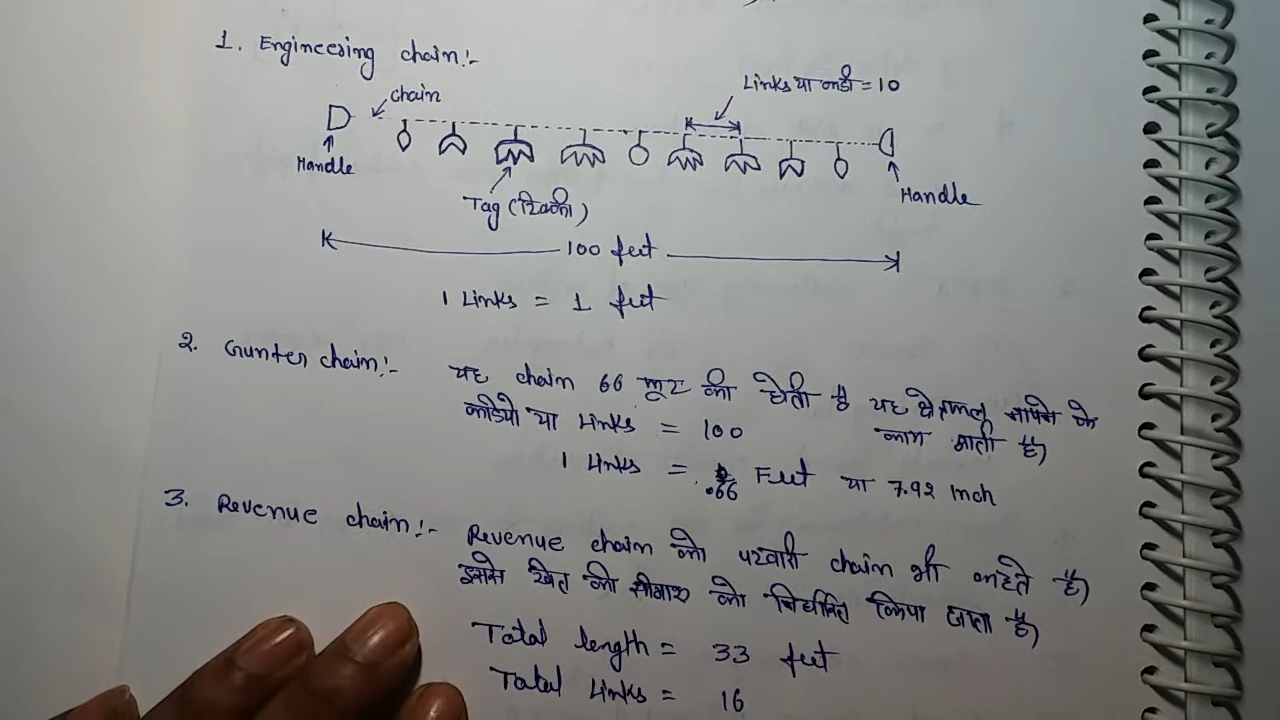 1. Engineering chain:-
Links या कडी = 10
chain
Handle
Handle
Tag (टिक्की)
100 feet
1 Links = 1 feet
2. Gunter chain:- यह chain 66 फूट की होती है यह क्षेत्रफल नापने के
काम आती है)
कडियो या Links = 100
1 Links = .66 Feet या 7.92 Inch
3. Revenue chain:- Revenue chain को पटवारी chain भी कहते है)
इससे खेत की सीमाए को निर्धारित किया जाता है)
Total length = 33 feet
Total Links = 16